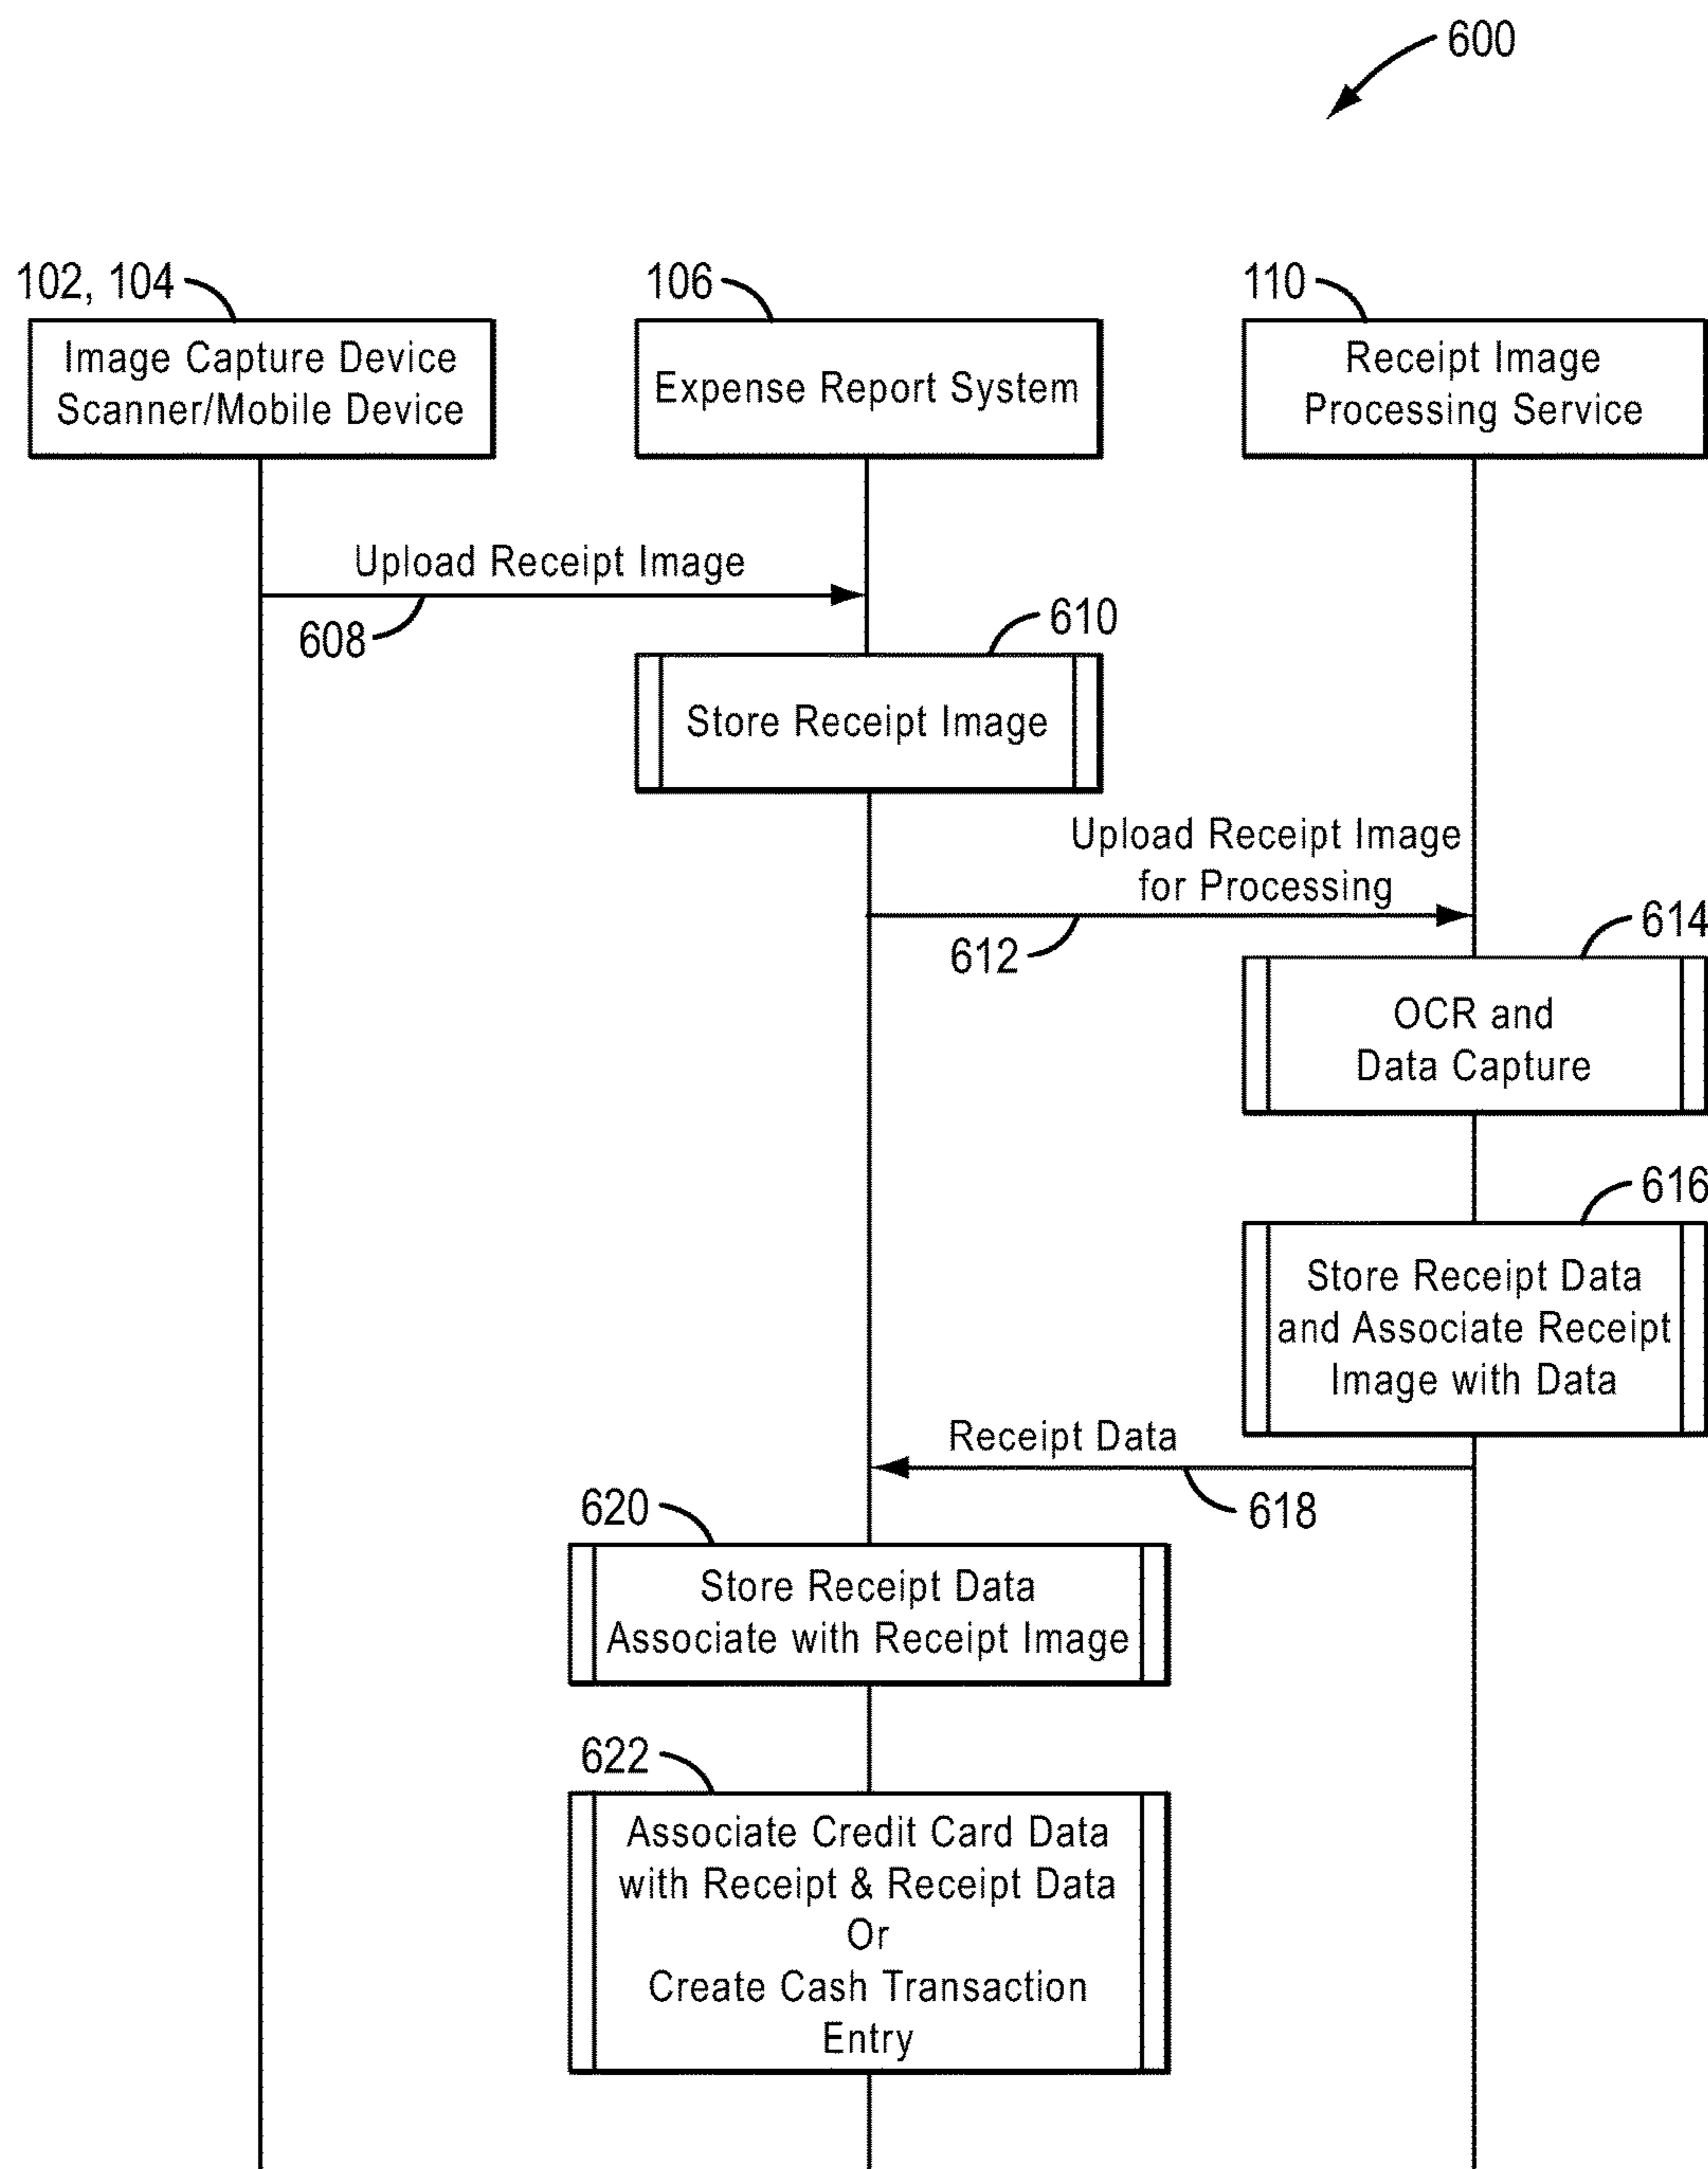 600
102, 104
106
110
Image Capture Device
Scanner/Mobile Device
Expense Report System
Receipt Image
Processing Service
Upload Receipt Image
608
610
Store Receipt Image
Upload Receipt Image
for Processing
612
614
OCR and
Data Capture
616
Store Receipt Data
and Associate Receipt
Image with Data
Receipt Data
618
620
Store Receipt Data
Associate with Receipt Image
622
Associate Credit Card Data
with Receipt & Receipt Data
Or
Create Cash Transaction
Entry